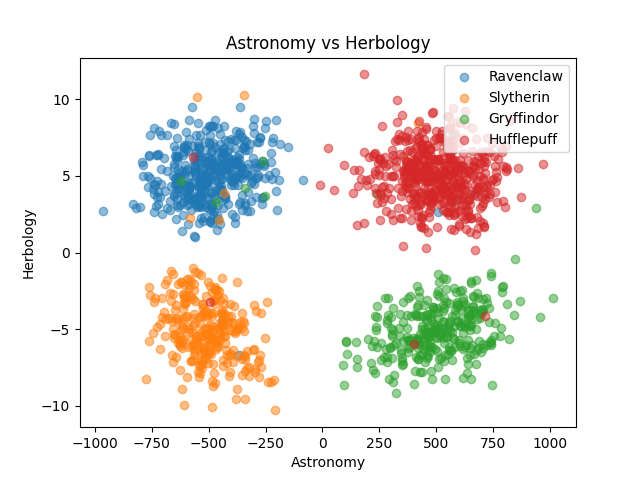 Astronomy vs Herbology
Ravenclaw
Slytherin
Gryffindor
Hufflepuff
10
5
0
−5
−10
Herbology
−1000 −750 −500 −250 0 250 500 750 1000
Astronomy